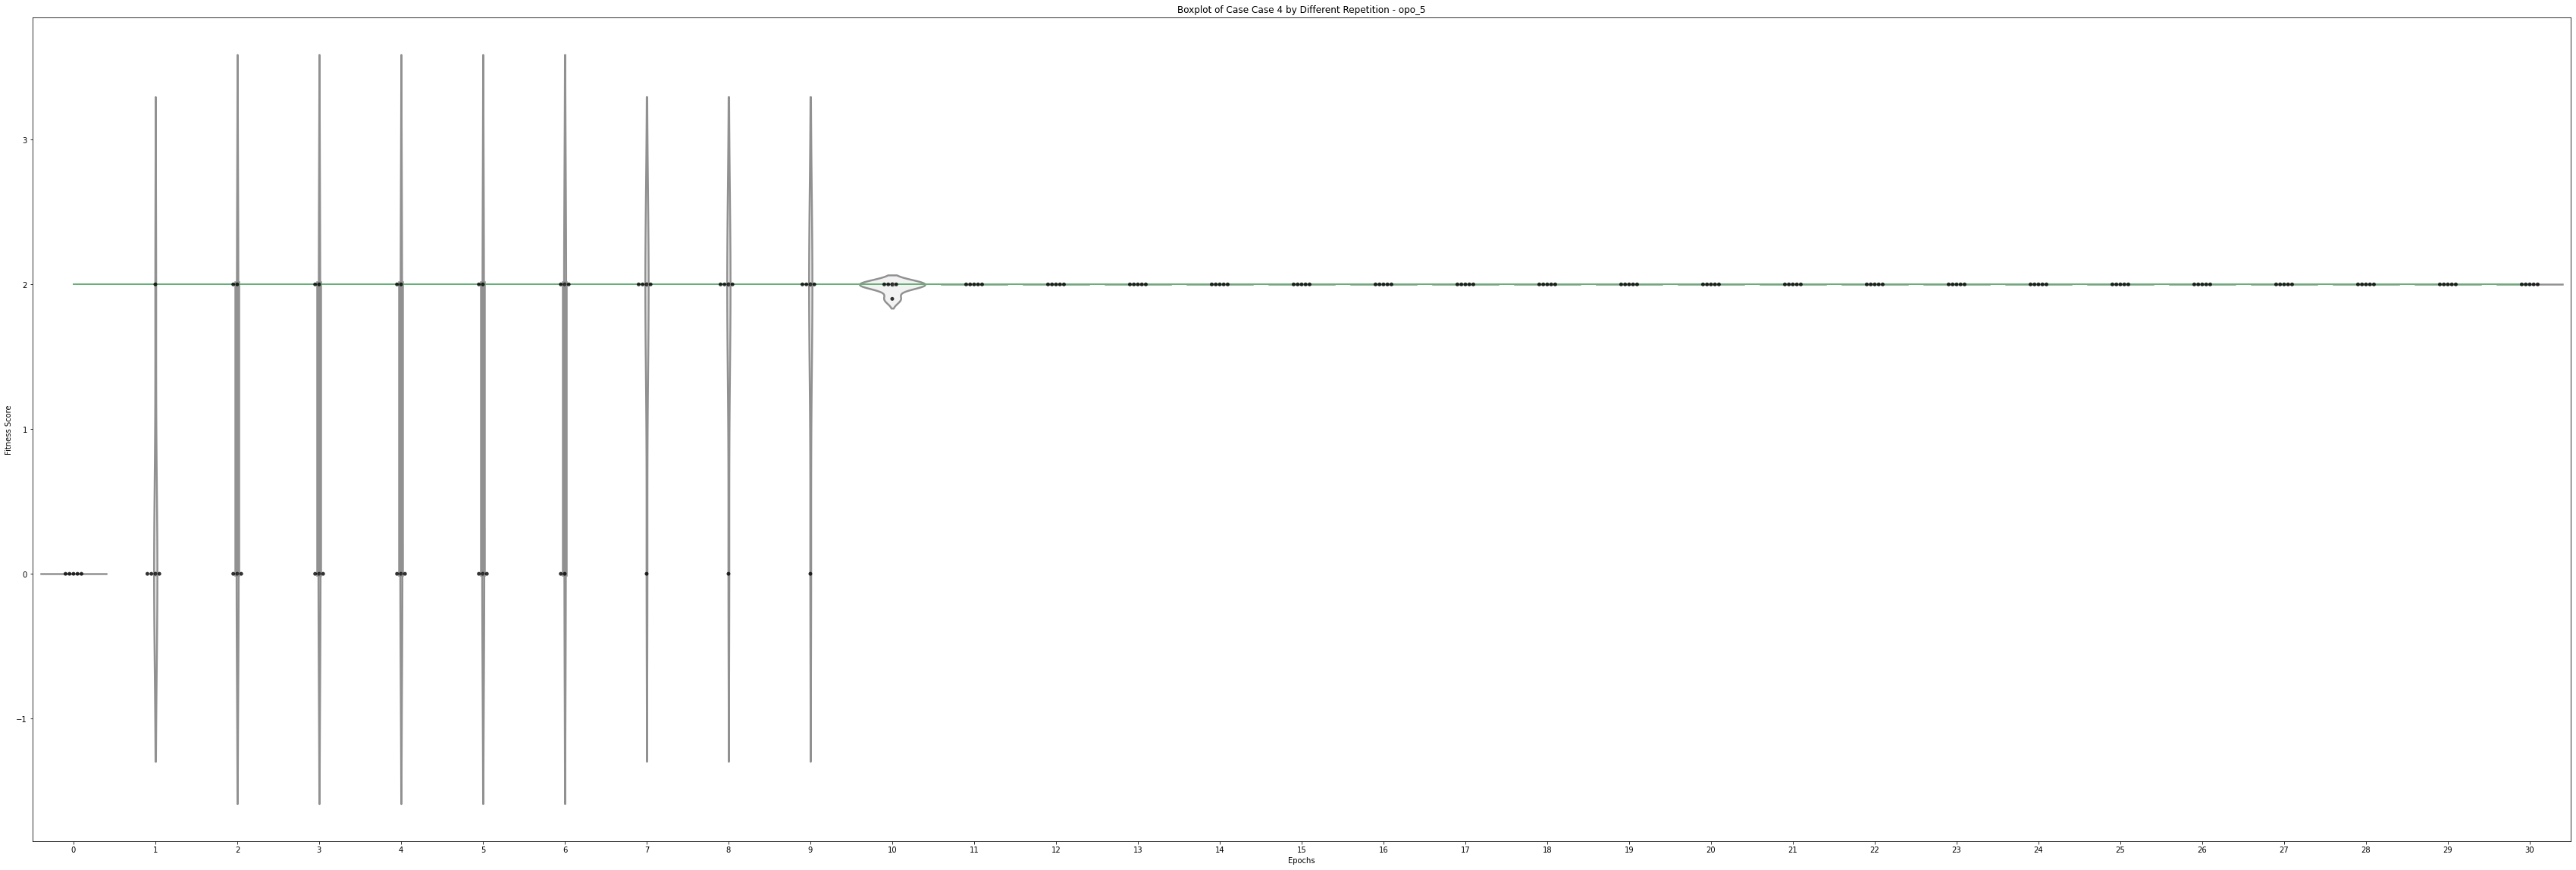 Boxplot of Case Case 4 by Different Repetition - opo_5
Fitness Score
3
2
1
0
−1
0 1 2 3 4 5 6 7 8 9 10 11 12 13 14 15 16 17 18 19 20 21 22 23 24 25 26 27 28 29 30
Epochs